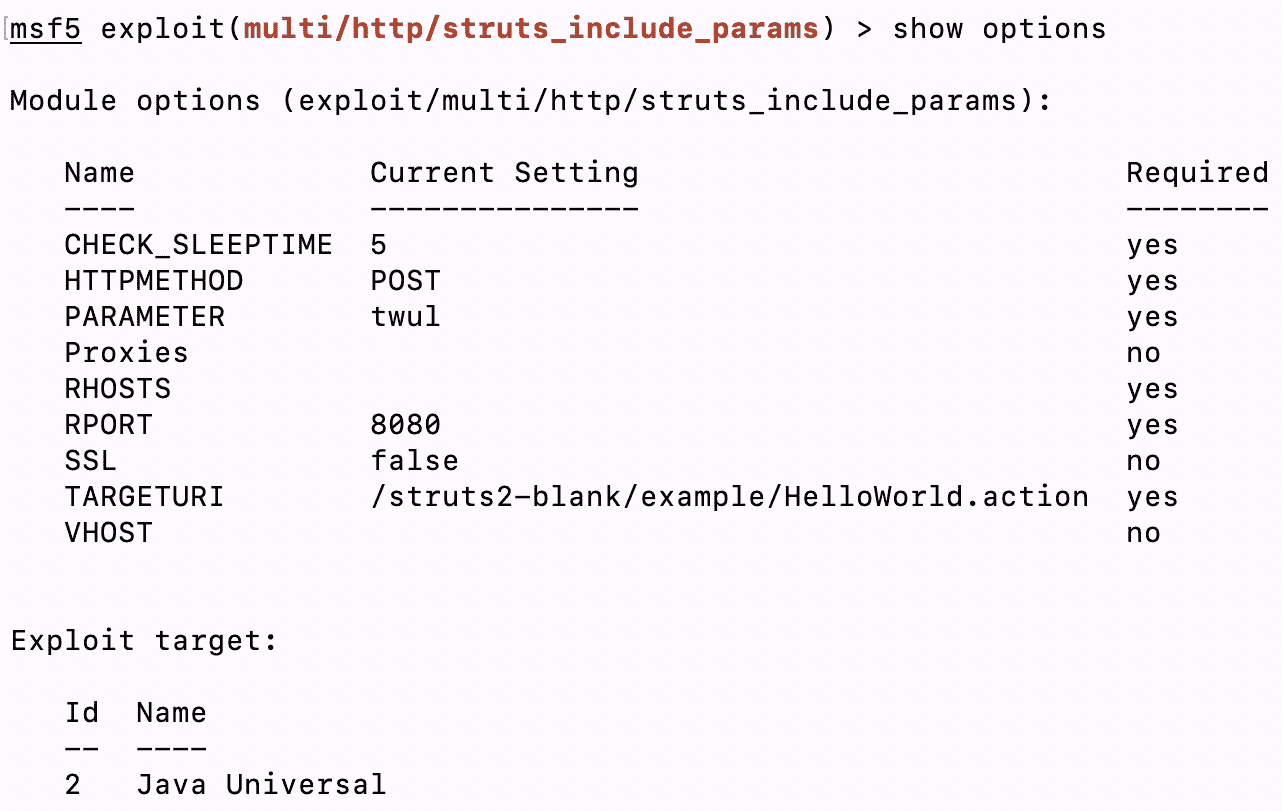 msf5 exploit(multi/http/struts_include_params) > show options
Module options (exploit/multi/http/struts_include_params):
Name Current Setting Required
---- --------------- --------
CHECK_SLEEPTIME 5 yes
HTTPMETHOD POST yes
PARAMETER twul yes
Proxies no
RHOSTS yes
RPORT 8080 yes
SSL false no
TARGETURI /struts2-blank/example/HelloWorld.action yes
VHOST no
Exploit target:
Id Name
-- ----
2 Java Universal